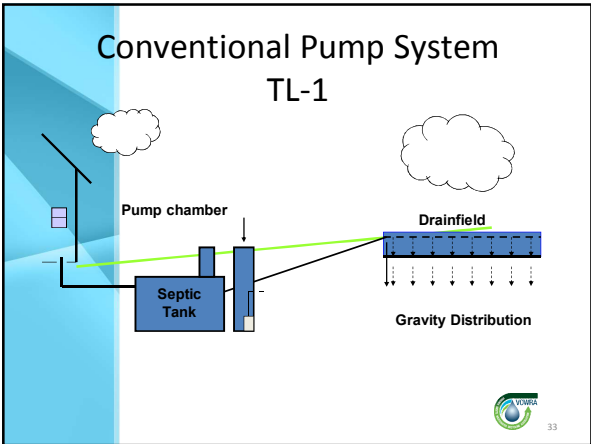 Conventional Pump System
TL-1
Pump chamber
Drainfield
Septic
Tank
Gravity Distribution
VOWRA
33